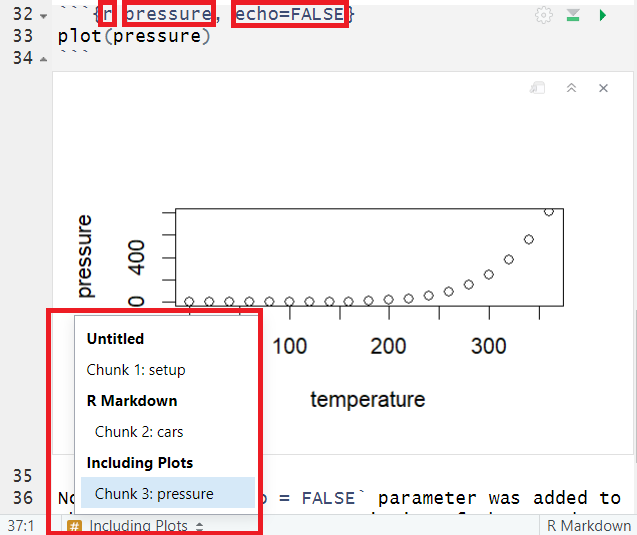 32 ```{r pressure, echo=FALSE}
33 plot(pressure)
34 ```
pressure
0 400
100 200 300
temperature
Untitled
Chunk 1: setup
R Markdown
Chunk 2: cars
Including Plots
Chunk 3: pressure
35
36 No = FALSE` parameter was added to
37:1 # Including Plots R Markdown